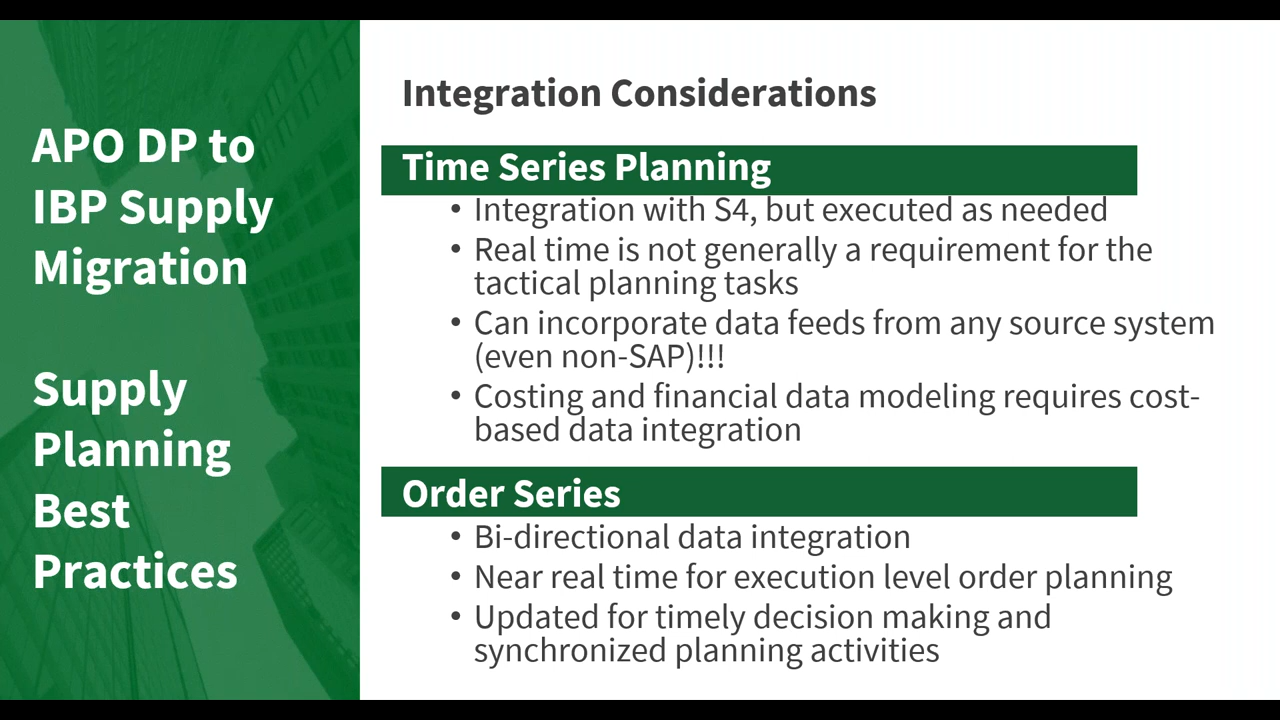 APO DP to
IBP Supply
Migration
Supply
Planning
Best
Practices
Integration Considerations
Time Series Planning
• Integration with S4, but executed as needed
• Real time is not generally a requirement for the
tactical planning tasks
• Can incorporate data feeds from any source system
(even non-SAP)!!!
• Costing and financial data modeling requires cost-
based data integration
Order Series
• Bi-directional data integration
• Near real time for execution level order planning
• Updated for timely decision making and
synchronized planning activities